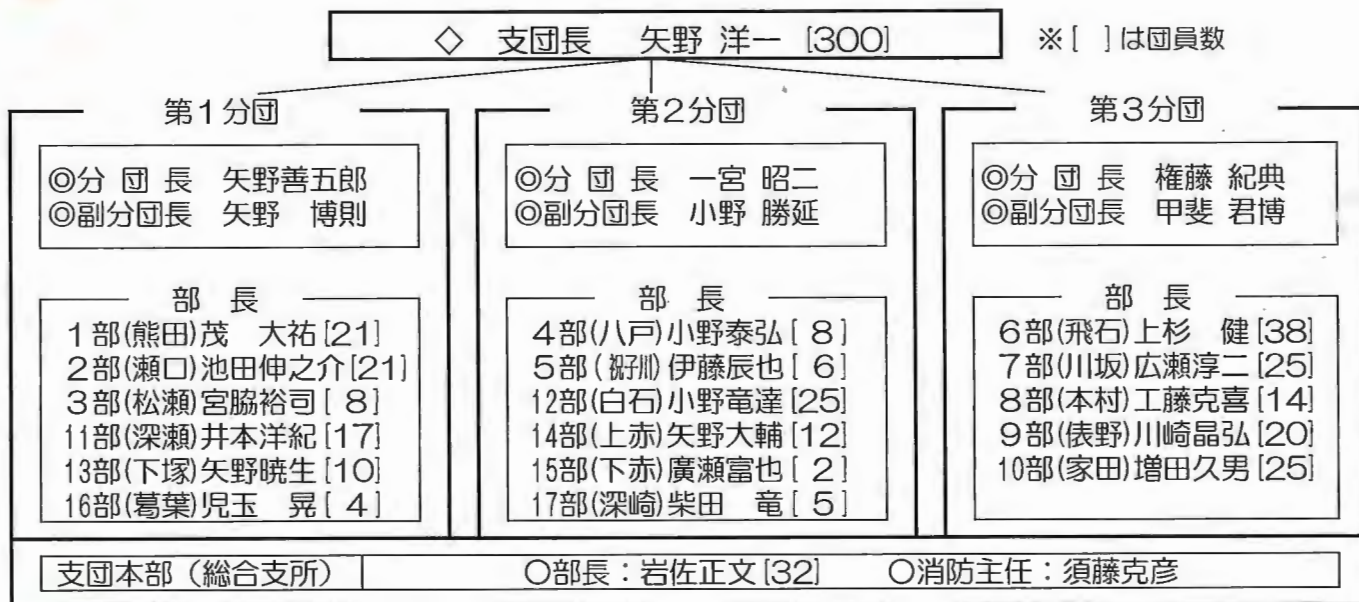 ◇ 支団長 矢野 洋一 [300]
※[ ]は団員数
第1分団
◎分団長 矢野善五郎
◎副分団長 矢野 博則
部長
1部(熊田)茂 大祐[21]
2部(瀬口)池田伸之介[21]
3部(松瀬)宮脇裕司[ 8]
11部(深瀬)井本洋紀[17]
13部(下塚)矢野暁生[10]
16部(葛葉)児玉 晃[ 4]
第2分団
◎分団長 一宮 昭二
◎副分団長 小野 勝延
部長
4部(八戸)小野泰弘[ 8]
5部( )伊藤辰也[ 6]
12部(白石)小野竜達[25]
14部(上赤)矢野大輔[12]
15部(下赤)廣瀬富也[ 2]
17部(深崎)柴田 竜[ 5]
第3分団
◎分団長 権藤 紀典
◎副分団長 甲斐 君博
部長
6部(飛石)上杉 健[38]
7部(川坂)広瀬淳二[25]
8部(本村)工藤克喜[14]
9部(俵野)川崎晶弘[20]
10部(家田)増田久男[25]
支団本部(総合支所) ○部長:岩佐正文[32] ○消防主任:須藤克彦